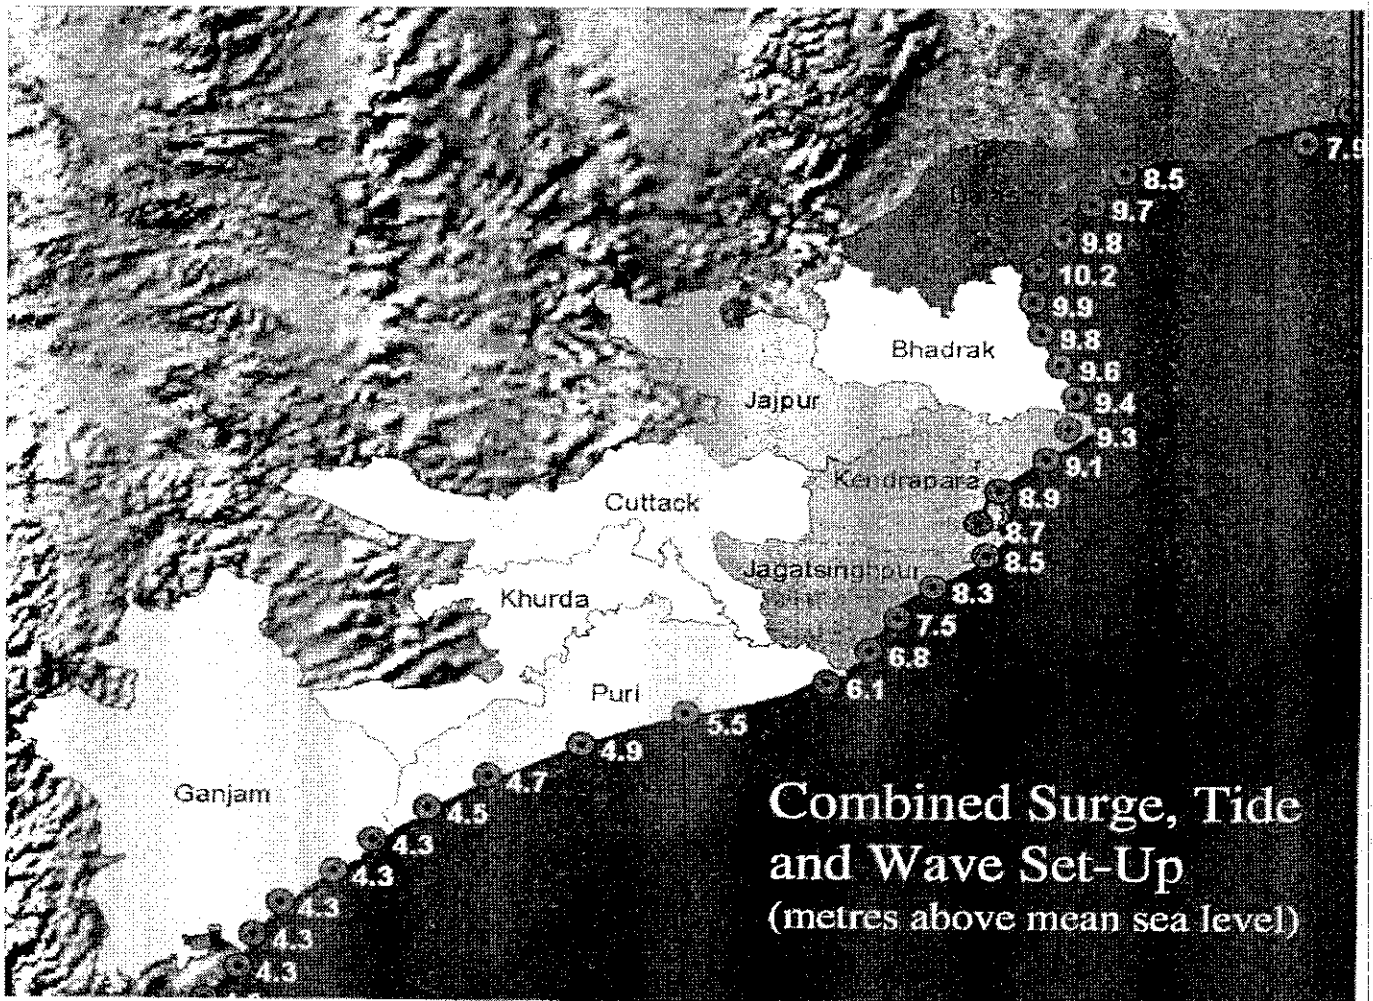 7.9
8.5
9.7
9.8
10.2
9.9
9.8
Bhadrak
9.6
Jajpur
9.4
9.3
9.1
Kendrapara
8.9
Cuttack
8.7
8.5
Jagatsinghpur
8.3
Khurda
7.5
6.8
Puri
6.1
5.5
4.9
4.7
Ganjam
4.5
4.3
4.3
4.3
4.3
4.3
Combined Surge, Tide
and Wave Set-Up
(metres above mean sea level)